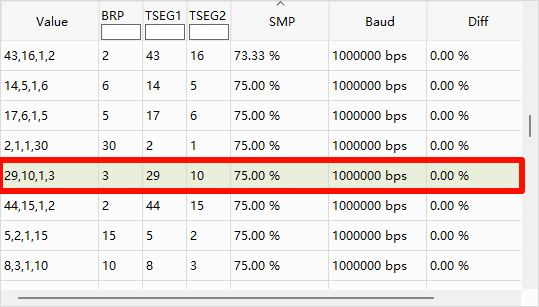 Value BRP TSEG1 TSEG2 SMP Baud Diff
43,16,1,2 2 43 16 73.33 % 1000000 bps 0.00 %
14,5,1,6 6 14 5 75.00 % 1000000 bps 0.00 %
17,6,1,5 5 17 6 75.00 % 1000000 bps 0.00 %
2,1,1,30 30 2 1 75.00 % 1000000 bps 0.00 %
29,10,1,3 3 29 10 75.00 % 1000000 bps 0.00 %
44,15,1,2 2 44 15 75.00 % 1000000 bps 0.00 %
5,2,1,15 15 5 2 75.00 % 1000000 bps 0.00 %
8,3,1,10 10 8 3 75.00 % 1000000 bps 0.00 %